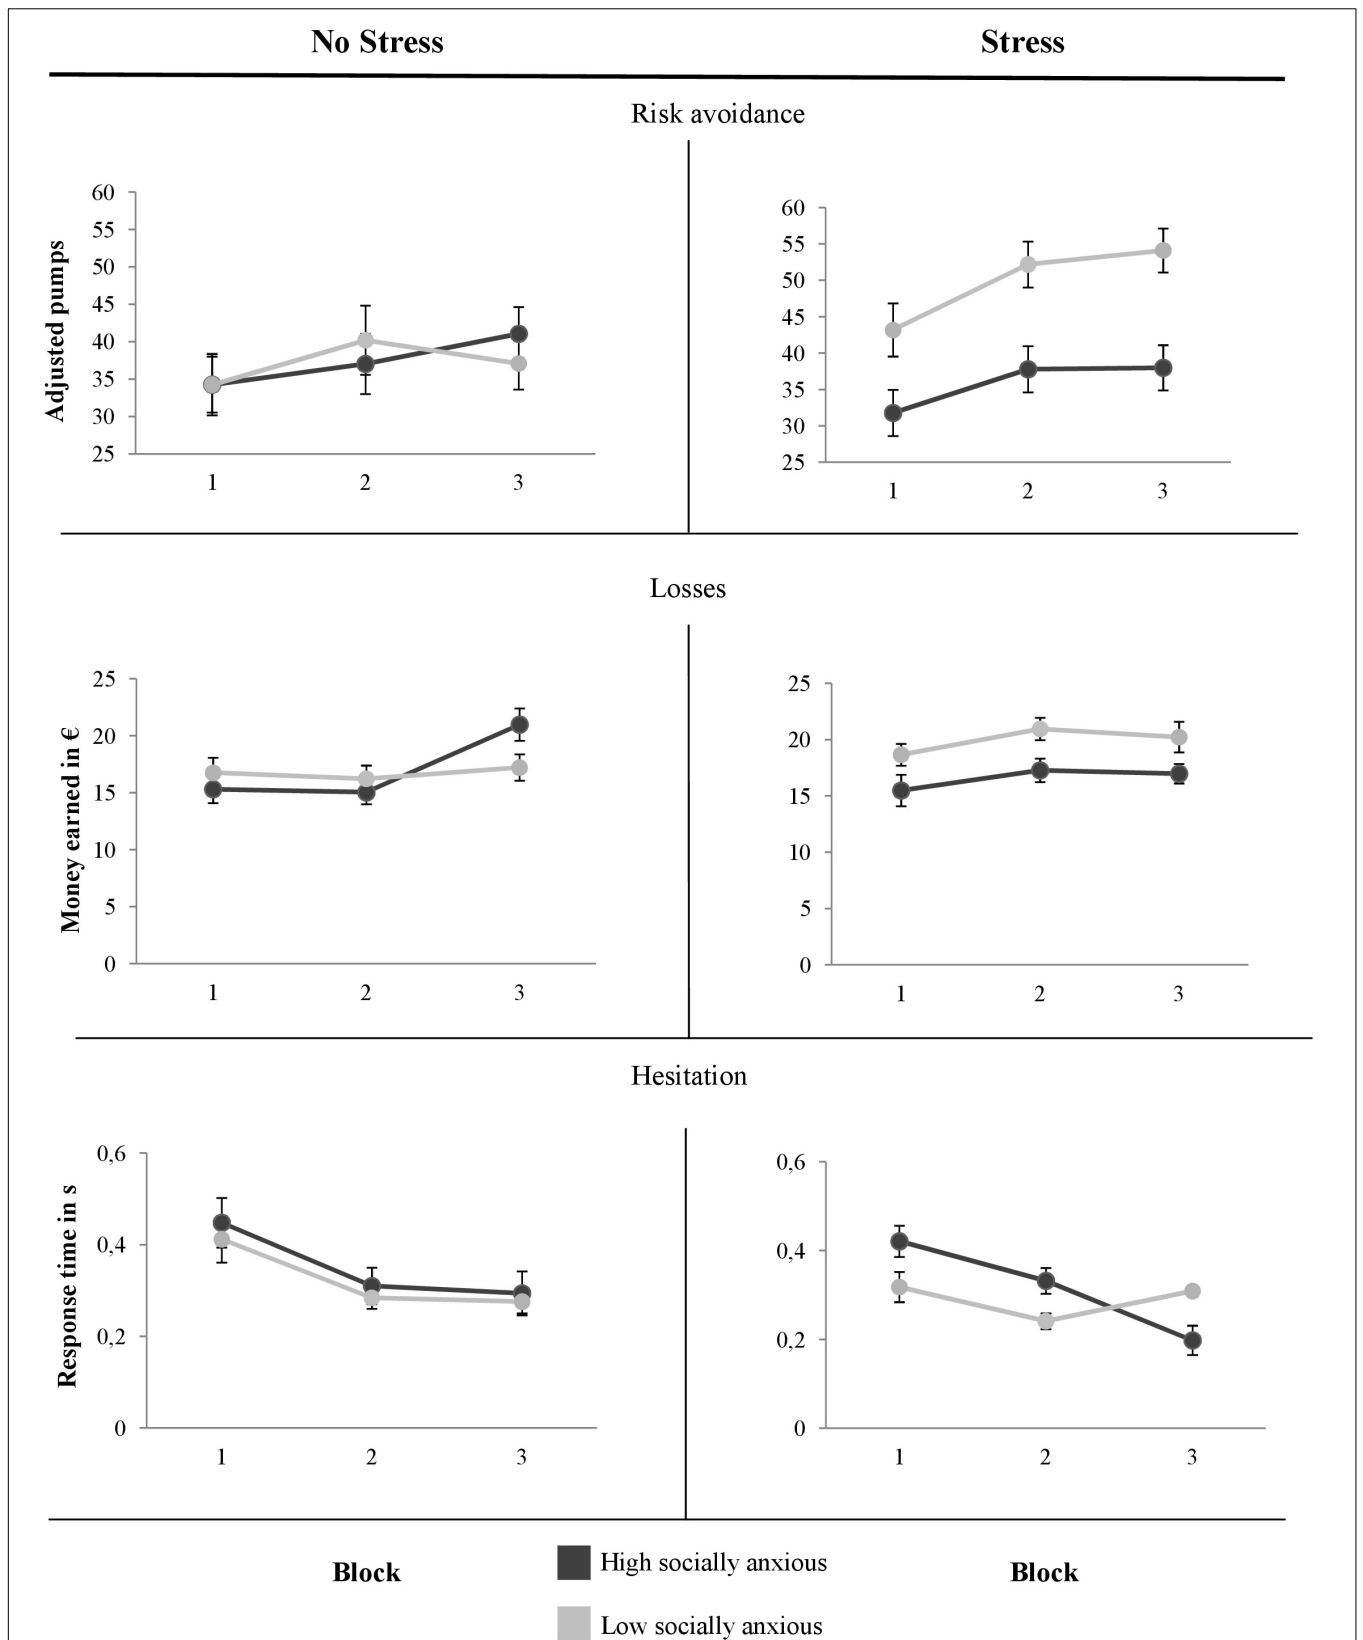 No Stress
Stress
Risk avoidance
Adjusted pumps
60
55
50
45
40
35
30
25
1 2 3
60
55
50
45
40
35
30
25
1 2 3
Losses
Money earned in €
25
20
15
10
5
0
1 2 3
25
20
15
10
5
0
1 2 3
Hesitation
Response time in s
0,6
0,4
0,2
0
1 2 3
0,6
0,4
0,2
0
1 2 3
Block
High socially anxious
Block
Low socially anxious